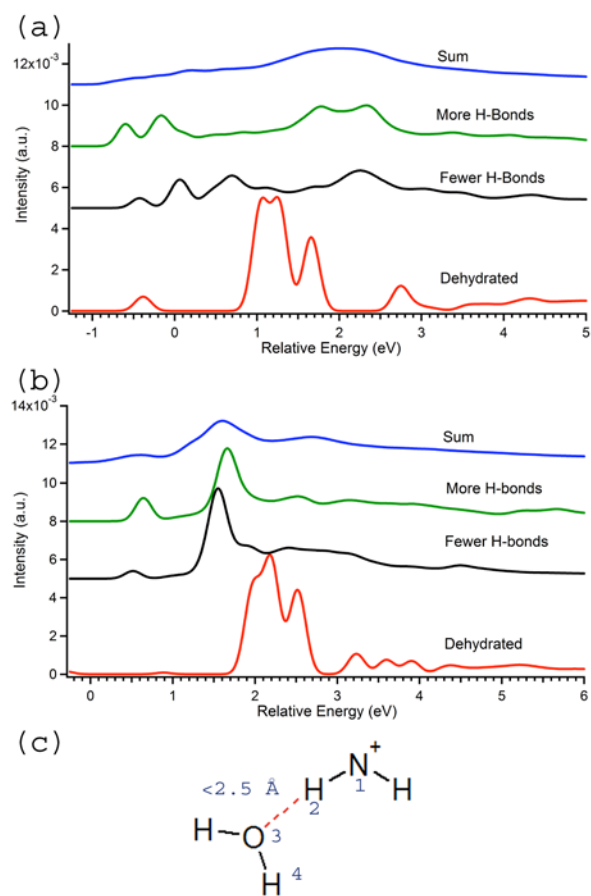 (a)
Sum
12x10⁻³
More H-Bonds
10
8
Fewer H-Bonds
6
4
Dehydrated
2
0
Intensity (a.u.)
-1 0 1 2 3 4 5
Relative Energy (eV)
(b)
14x10⁻³
Sum
12
More H-bonds
10
8
Fewer H-bonds
6
4
Dehydrated
2
0
Intensity (a.u.)
0 1 2 3 4 5 6
Relative Energy (eV)
(c)
+
<2.5 Å H N H
2 1
H O 3
H 4